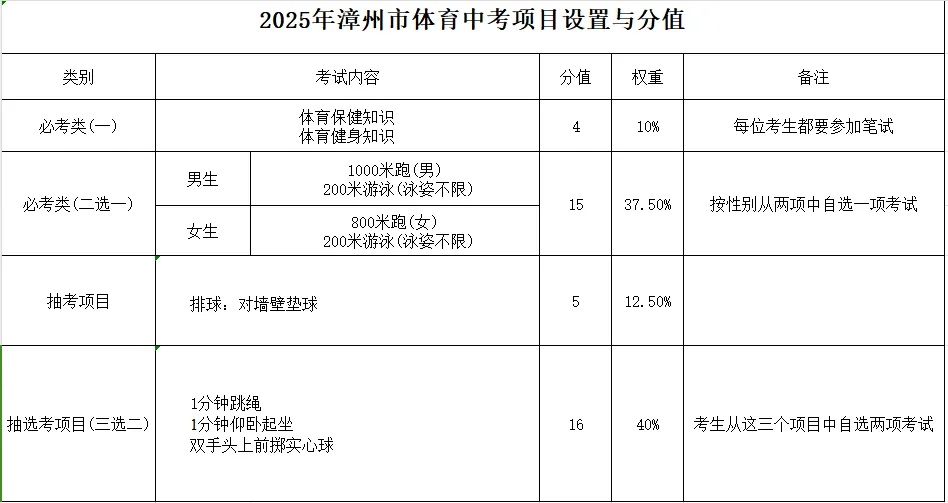 2025年漳州市体育中考项目设置与分值
类别 考试内容 分值 权重 备注
必考类(一) 体育保健知识
体育健身知识 4 10% 每位考生都要参加笔试
必考类(二选一) 男生 1000米跑(男)
200米游泳(泳姿不限) 15 37.50% 按性别从两项中自选一项考试
女生 800米跑(女)
200米游泳(泳姿不限)
抽考项目 排球：对墙壁垫球 5 12.50%
抽选考项目(三选二) 1分钟跳绳
1分钟仰卧起坐
双手头上前掷实心球 16 40% 考生从这三个项目中自选两项考试